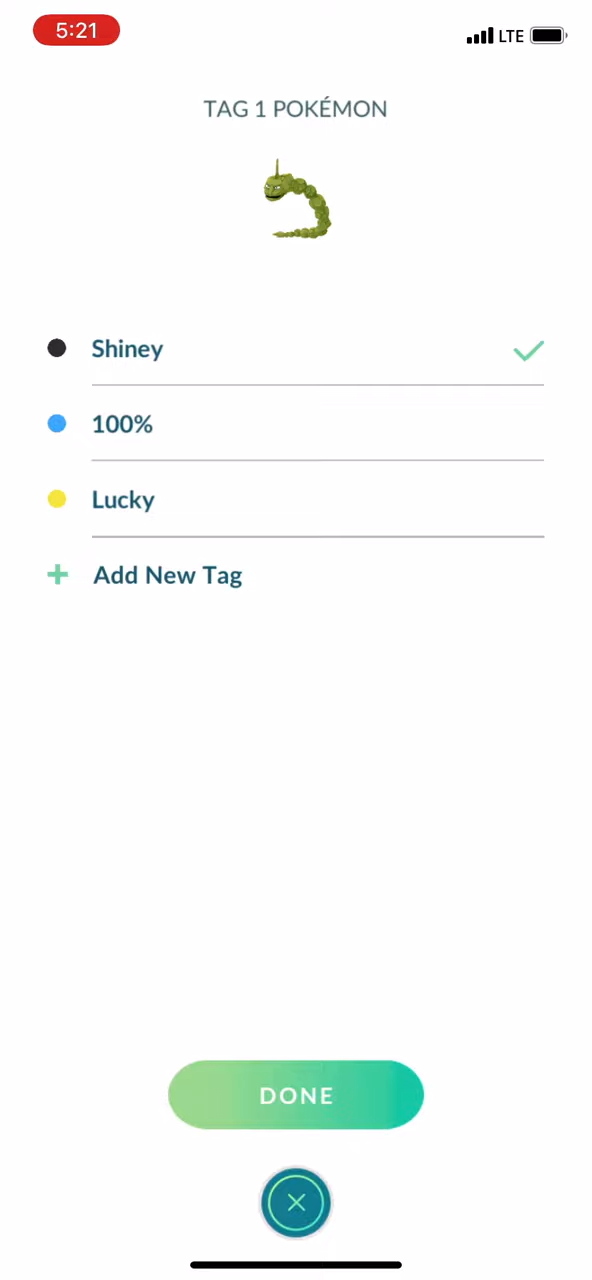 5:21
LTE
TAG 1 POKÉMON
Shiney
100%
Lucky
Add New Tag
DONE